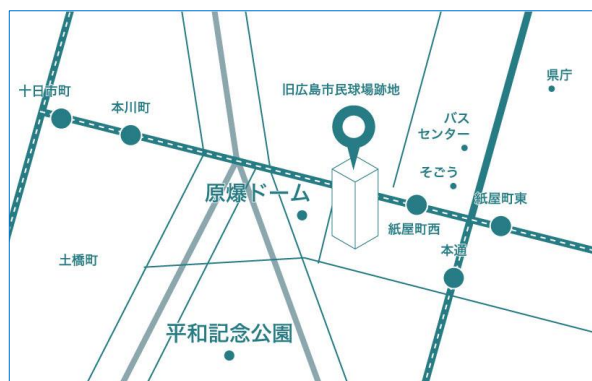 県庁
十日市町
旧広島市民球場跡地
本川町
バス
センター
そごう
原爆ドーム
紙屋町東
紙屋町西
本通
土橋町
平和記念公園